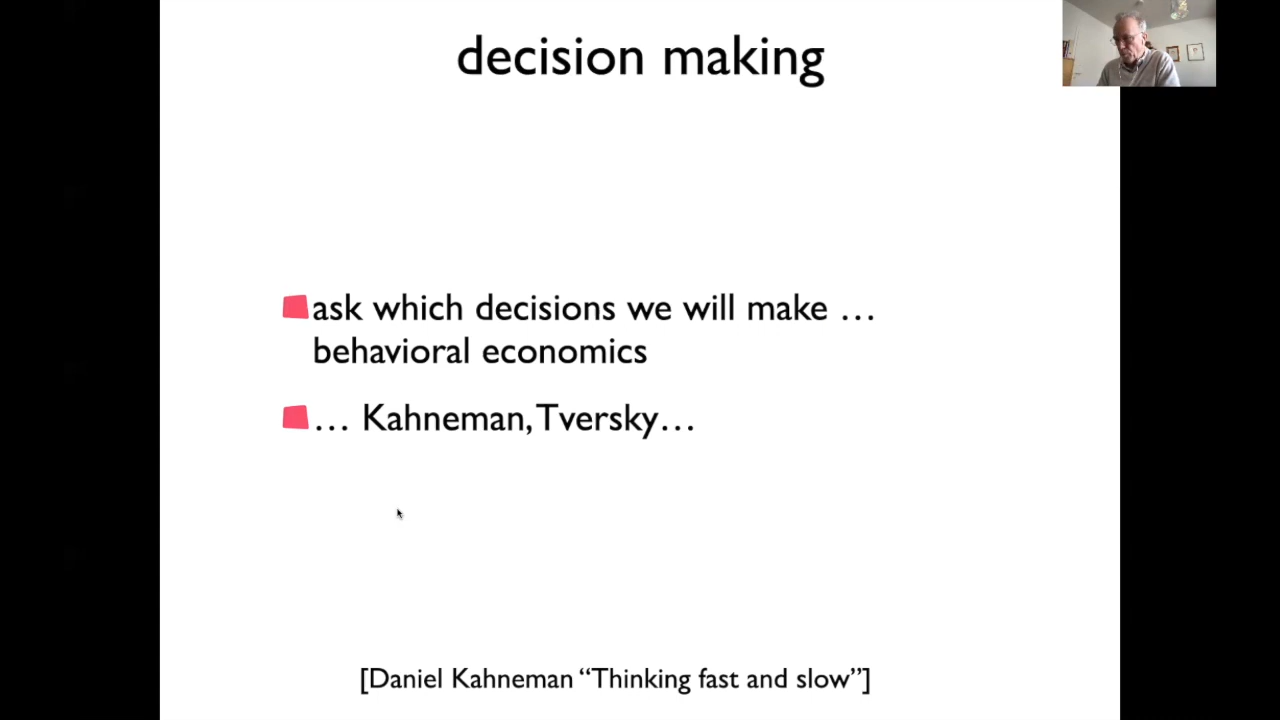 decision making
ask which decisions we will make …
behavioral economics
… Kahneman, Tversky…
[Daniel Kahneman “Thinking fast and slow”]